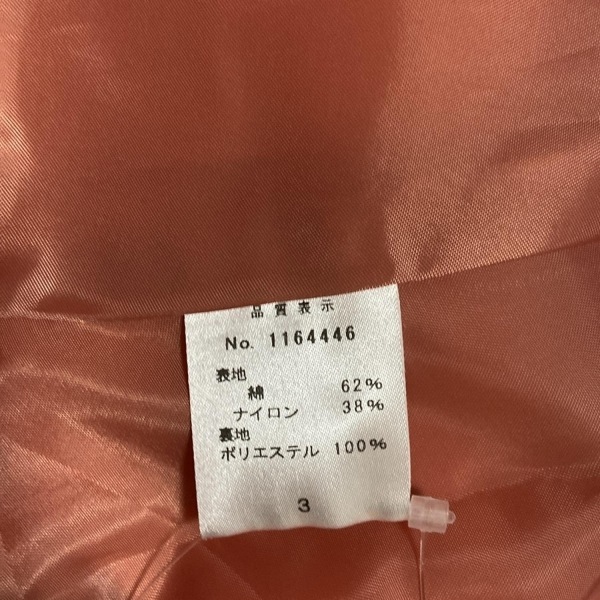 品質表示
No. 1164446
表地
綿 62%
ナイロン 38%
裏地
ポリエステル 100%
3